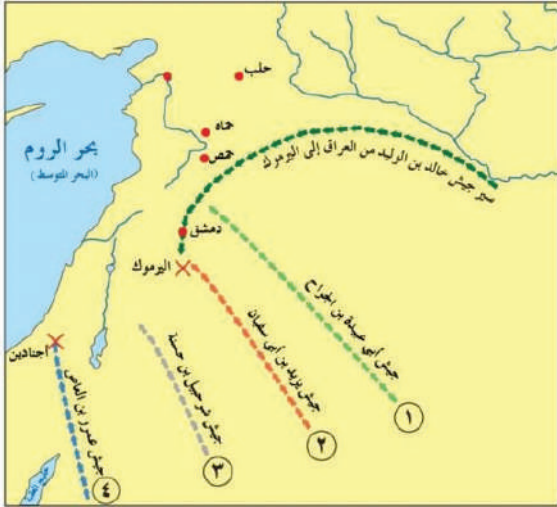 حلب
حماه
حمص
بحر الروم
(البحر المتوسط)
سير جيش خالد بن الوليد من العراق إلى اليرموك
دمشق
اليرموك
أجنادين
جيش أبي عبيدة بن الجراح
جيش يزيد بن أبي سفيان
جيش شرحبيل بن حسنة
جيش عمرو بن العاص
١
٢
٣
٤